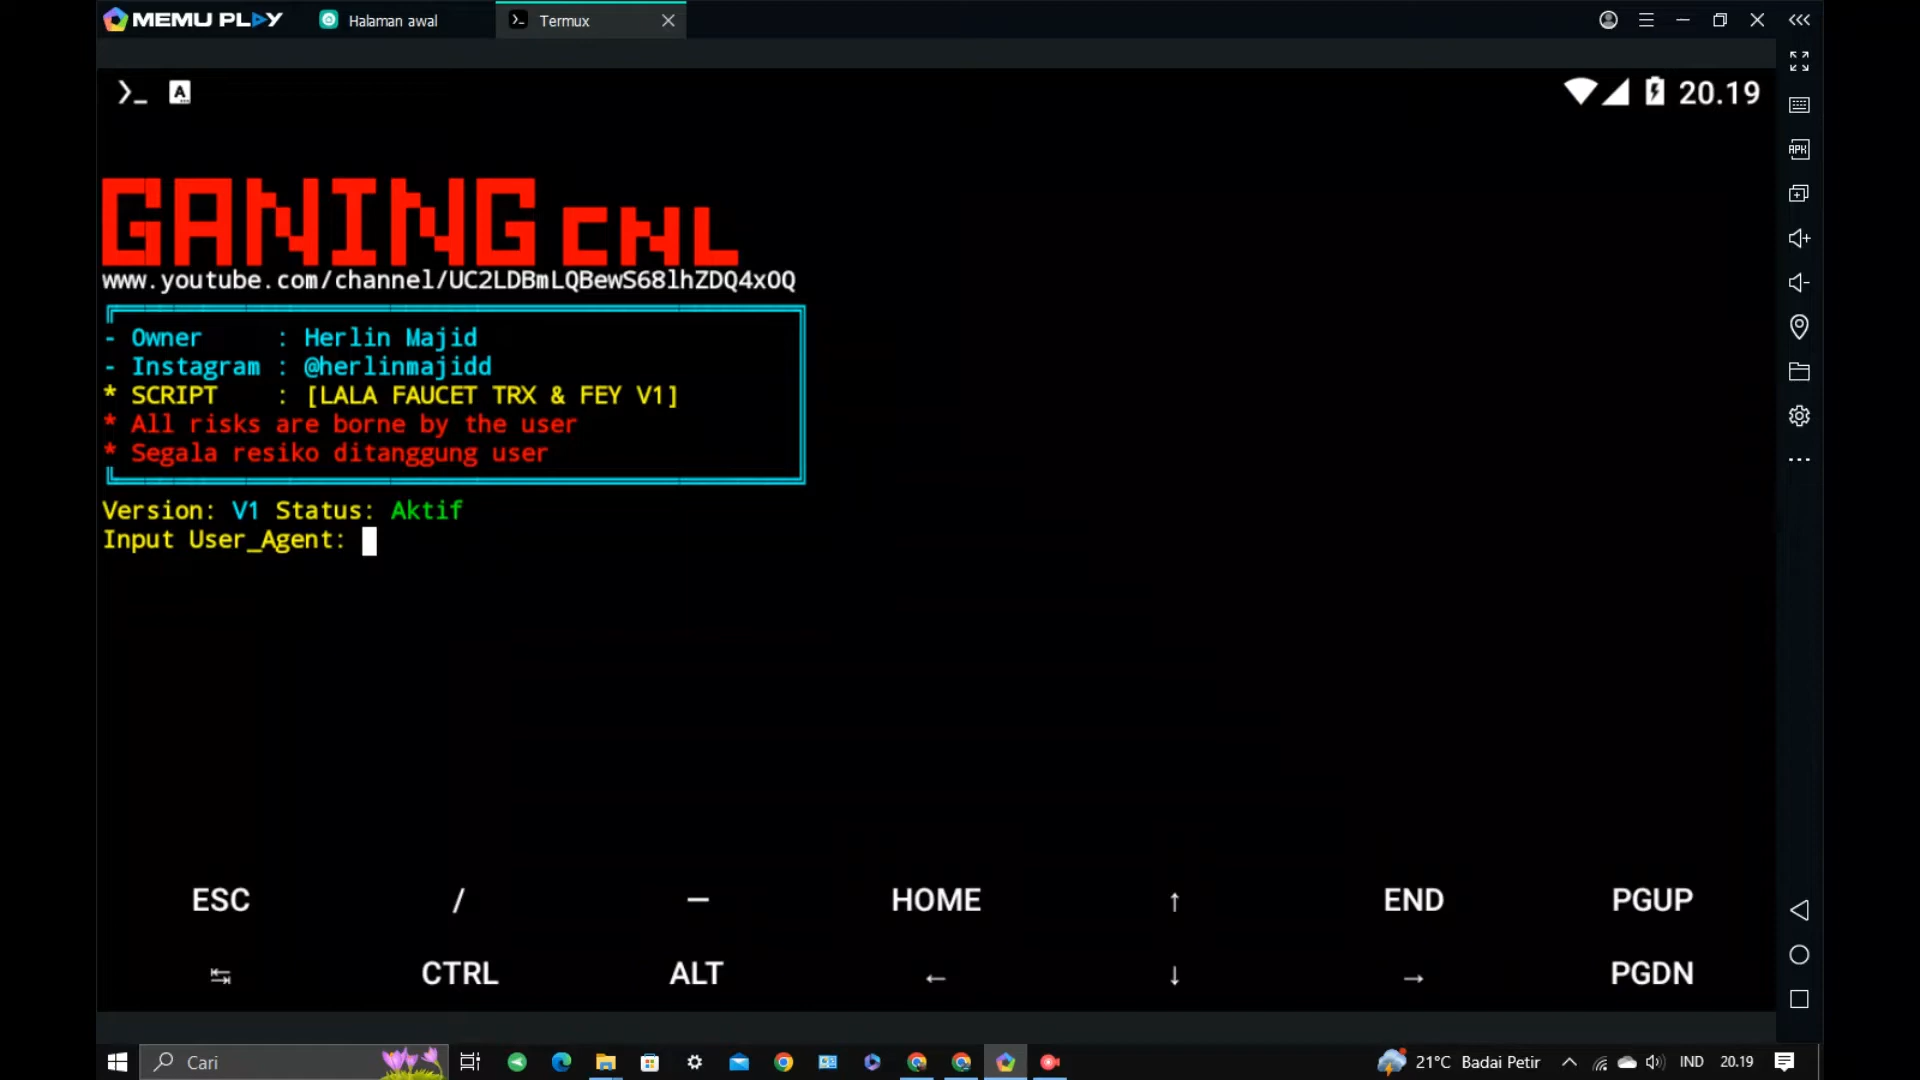 MEMU PLAY
Halaman awal
Termux
20.19
GANING CNL
www.youtube.com/channel/UC2LDBmLQBewS68lhZDQ4xOQ
- Owner : Herlin Majid
- Instagram : @herlinmajidd
* SCRIPT : [LALA FAUCET TRX & FEY V1]
* All risks are borne by the user
* Segala resiko ditanggung user
Version: V1 Status: Aktif
Input User_Agent:
ESC / — HOME ↑ END PGUP
CTRL ALT ← ↓ → PGDN
Cari
21°C Badai Petir
IND
20.19